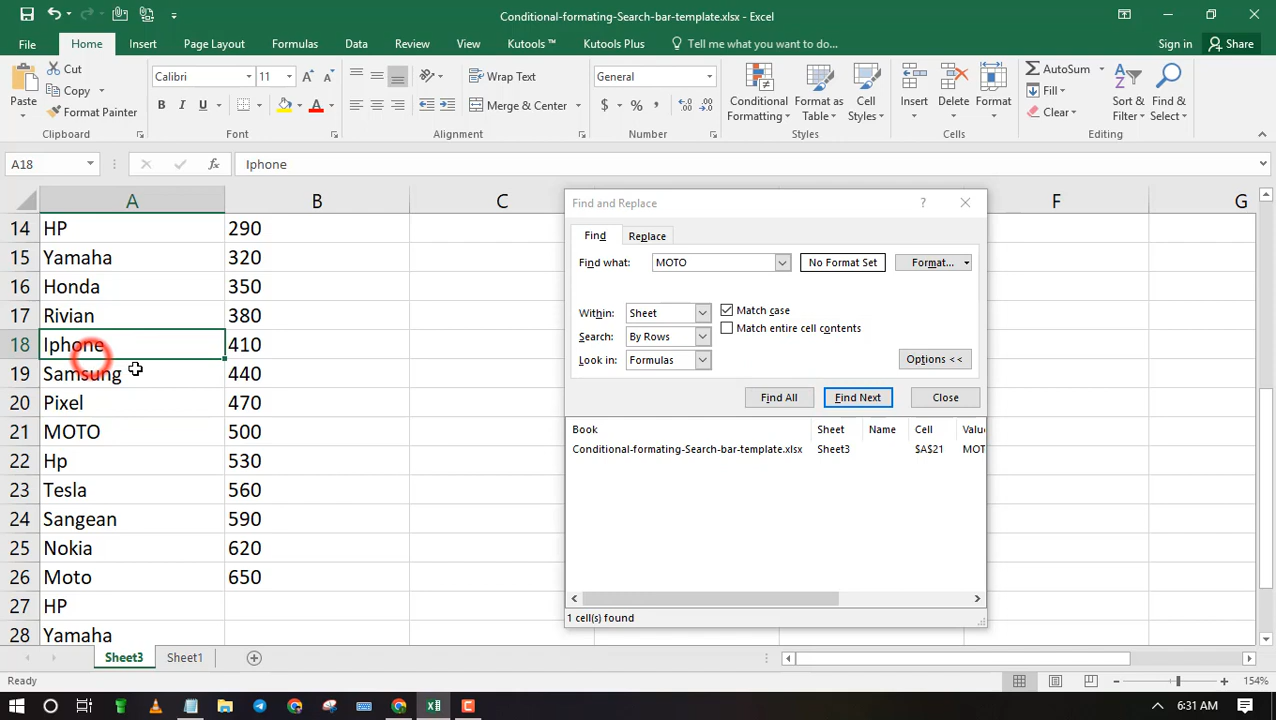 Conditional-formating-Search-bar-template.xlsx - Excel
File Home Insert Page Layout Formulas Data Review View Kutools ™ Kutools Plus Tell me what you want to do... Sign in Share
Paste Cut Copy Format Painter Clipboard
Calibri 11 A A B I U A Font
Wrap Text Merge & Center Alignment
General $ % , Number
Conditional Formatting Format as Table Cell Styles Styles
Insert Delete Format Cells
AutoSum Fill Clear Sort & Filter Find & Select Editing
A18 fx Iphone
A B C F G
14 HP 290
15 Yamaha 320
16 Honda 350
17 Rivian 380
18 Iphone 410
19 Samsung 440
20 Pixel 470
21 MOTO 500
22 Hp 530
23 Tesla 560
24 Sangean 590
25 Nokia 620
26 Moto 650
27 HP
28 Yamaha
Find and Replace ?
Find Replace
Find what: MOTO No Format Set Format...
Within: Sheet Match case
Match entire cell contents
Search: By Rows
Look in: Formulas Options <<
Find All Find Next Close
Book Sheet Name Cell Valu
Conditional-formating-Search-bar-template.xlsx Sheet3 $A$21 MOT
1 cell(s) found
Sheet3 Sheet1
Ready 154%
6:31 AM